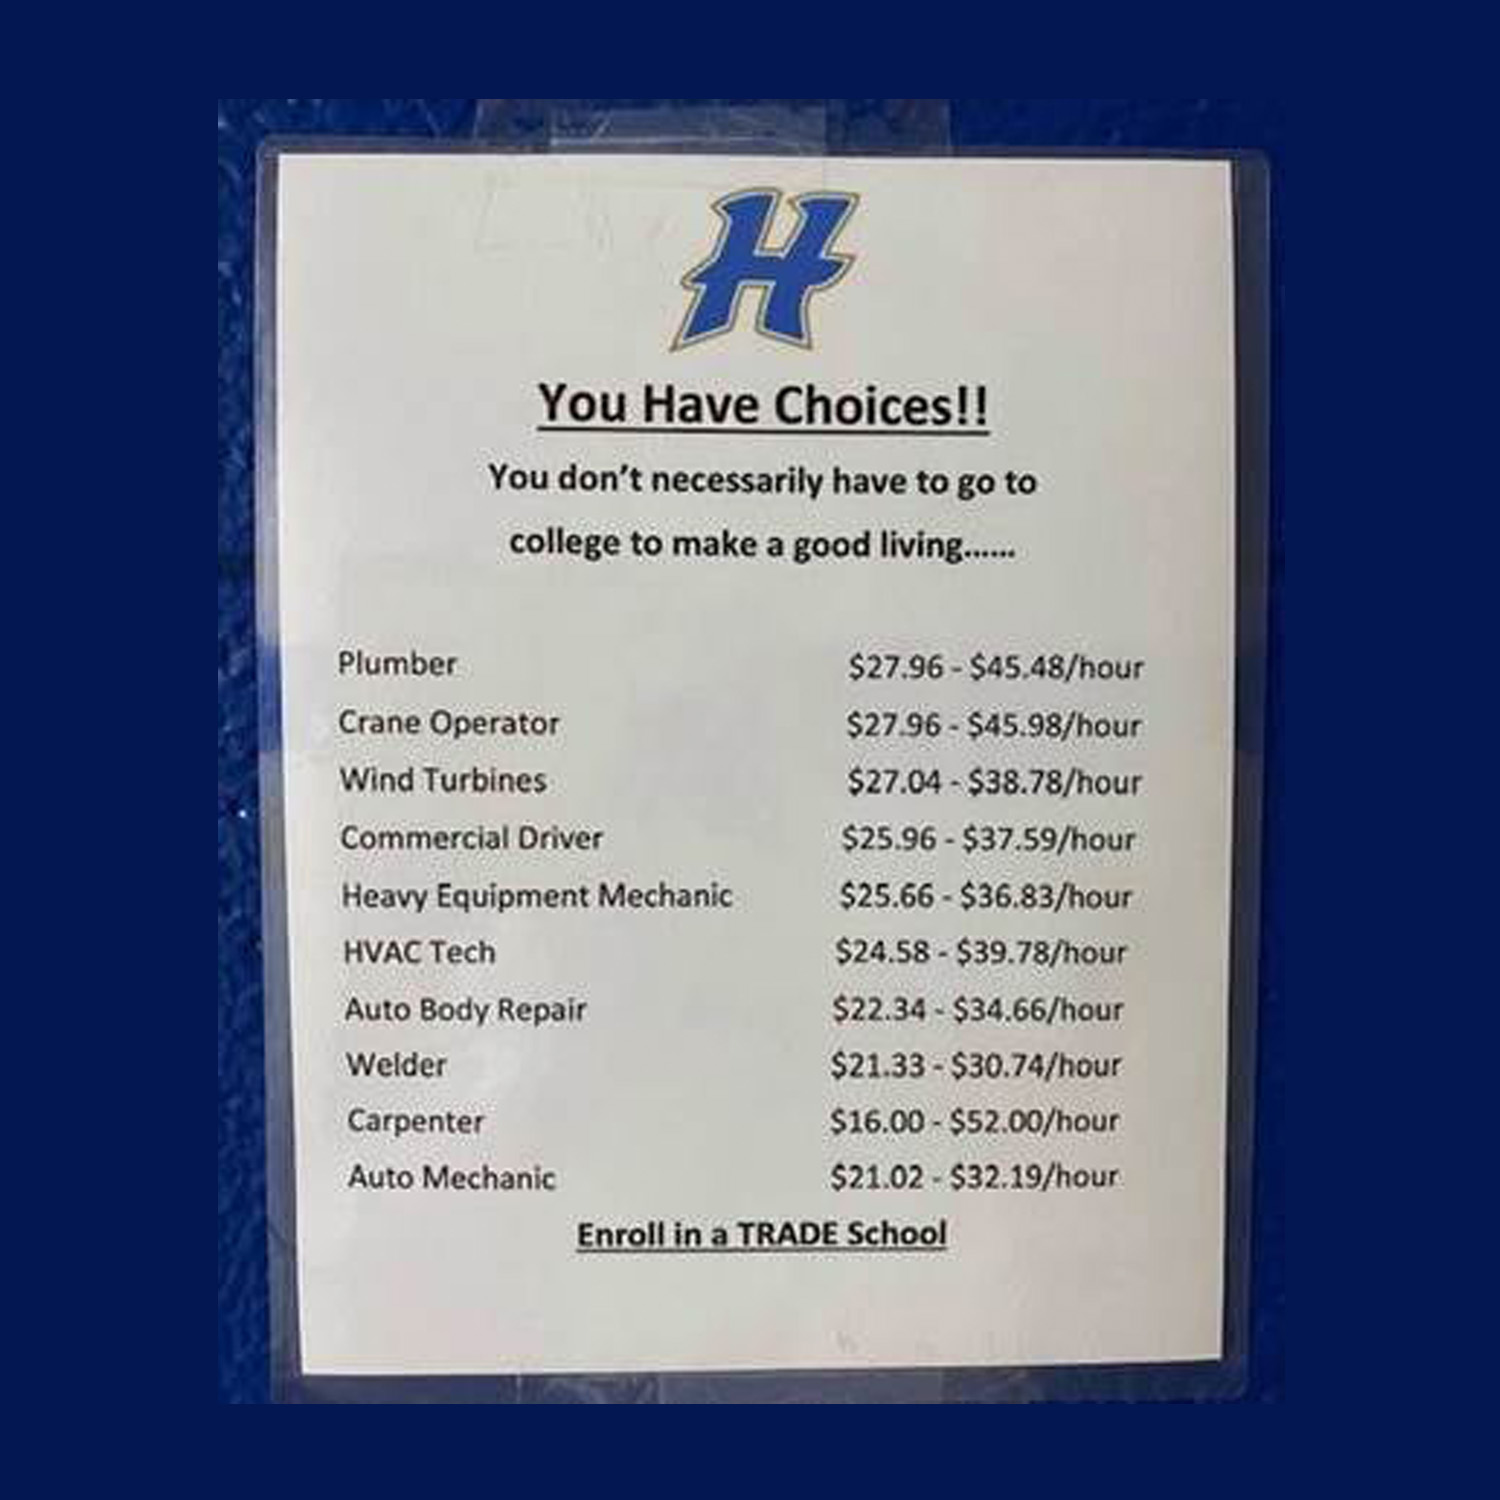 H
You Have Choices!!
You don't necessarily have to go to
college to make a good living......
Plumber $27.96 - $45.48/hour
Crane Operator $27.96 - $45.98/hour
Wind Turbines $27.04 - $38.78/hour
Commercial Driver $25.96 - $37.59/hour
Heavy Equipment Mechanic $25.66 - $36.83/hour
HVAC Tech $24.58 - $39.78/hour
Auto Body Repair $22.34 - $34.66/hour
Welder $21.33 - $30.74/hour
Carpenter $16.00 - $52.00/hour
Auto Mechanic $21.02 - $32.19/hour
Enroll in a TRADE School